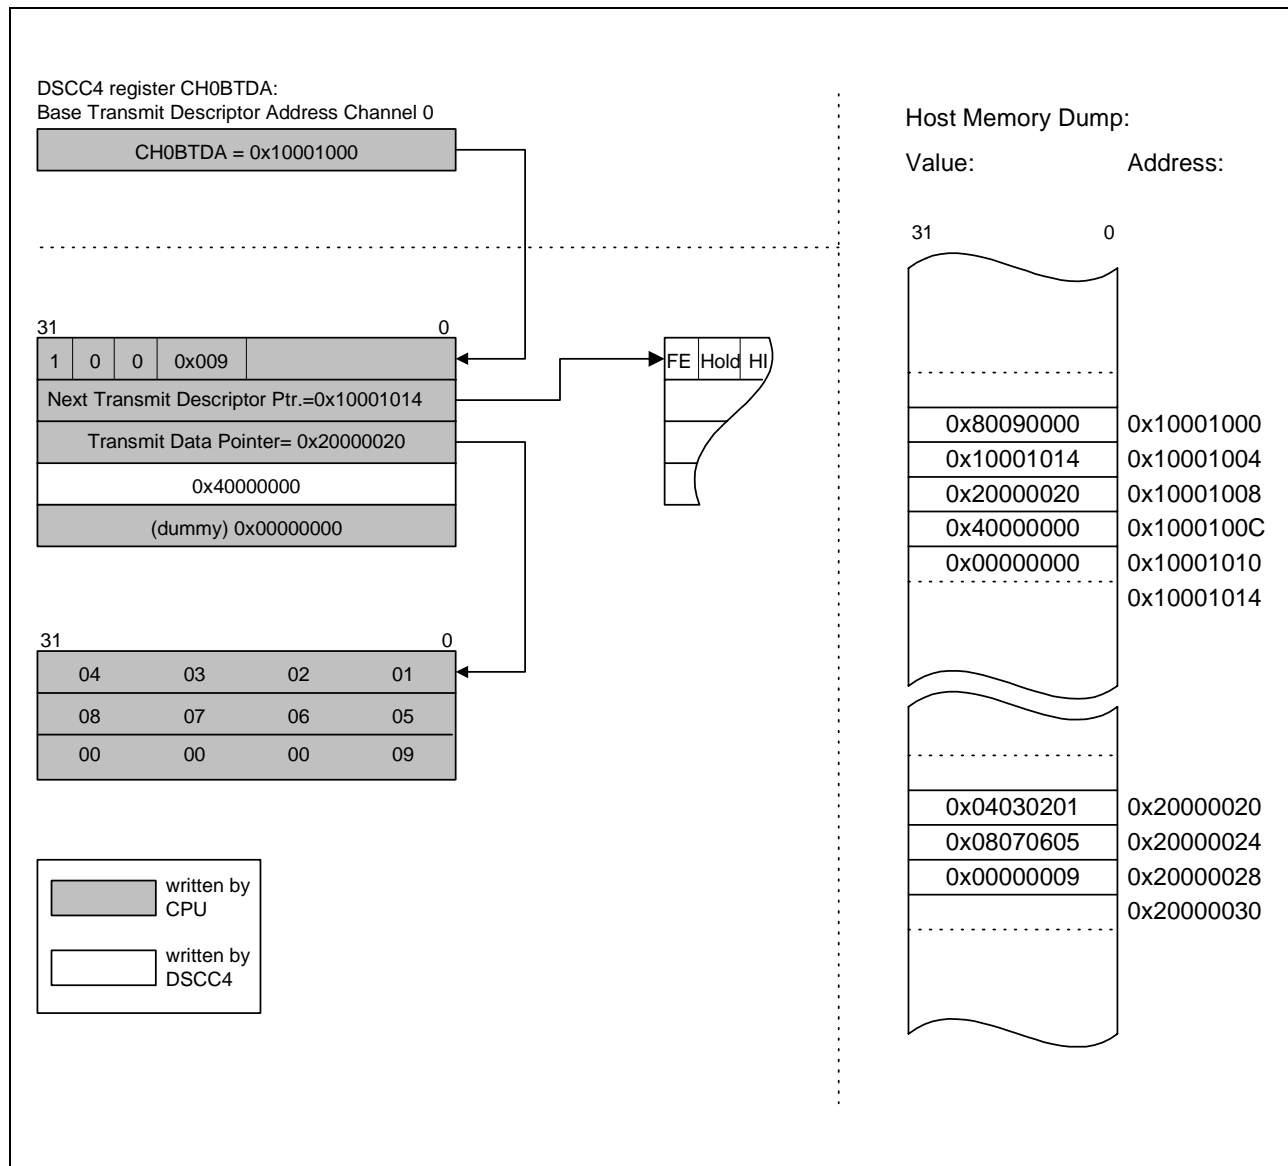 DSCC4 register CH0BTDA:
Base Transmit Descriptor Address Channel 0
CH0BTDA = 0x10001000
31 0
1 0 0 0x009
Next Transmit Descriptor Ptr.=0x10001014
Transmit Data Pointer= 0x20000020
0x40000000
(dummy) 0x00000000
FE Hold HI
31 0
04 03 02 01
08 07 06 05
00 00 00 09
written by
CPU
written by
DSCC4
Host Memory Dump:
Value: Address:
31 0
0x80090000 0x10001000
0x10001014 0x10001004
0x20000020 0x10001008
0x40000000 0x1000100C
0x00000000 0x10001010
0x10001014
0x04030201 0x20000020
0x08070605 0x20000024
0x00000009 0x20000028
0x20000030